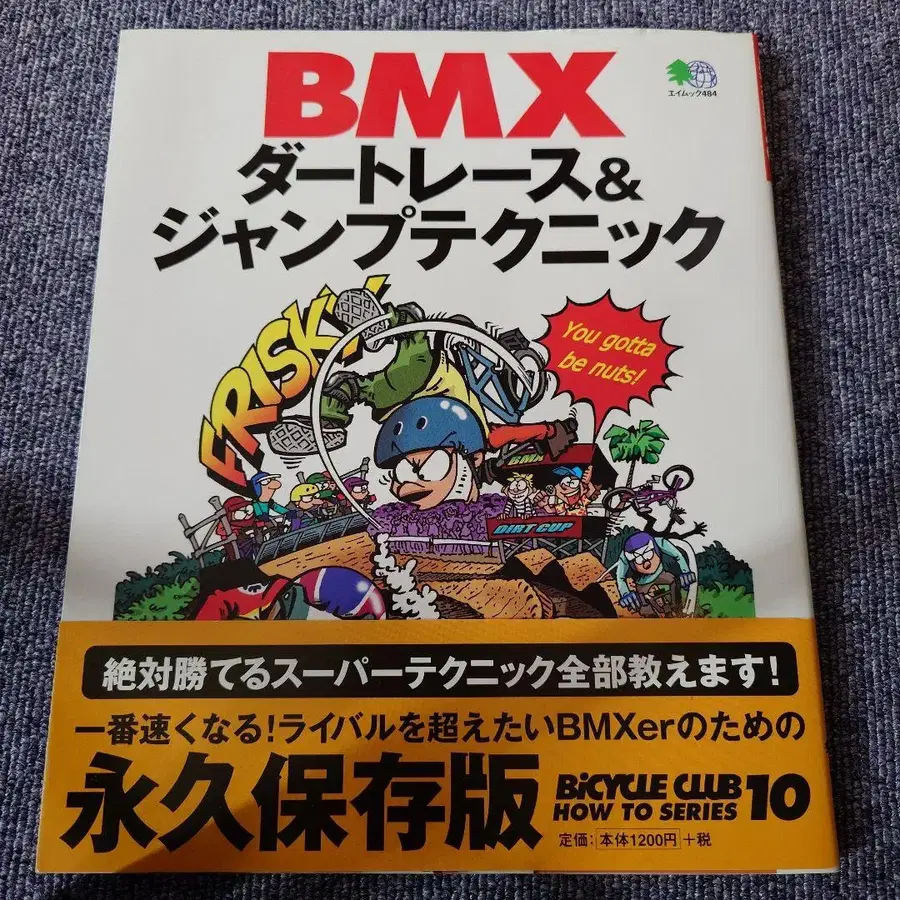 BMX
エイムック484
ダートレース&
ジャンプテクニック
FRISKY
You gotta
be nuts!
BMX
DIRT CUP
絶対勝てるスーパーテクニック全部教えます!
一番速くなる!ライバルを超えたいBMXerのための
永久保存版
BiCYCLE CLUB
HOW TO SERIES 10
定価:本体1200円+税